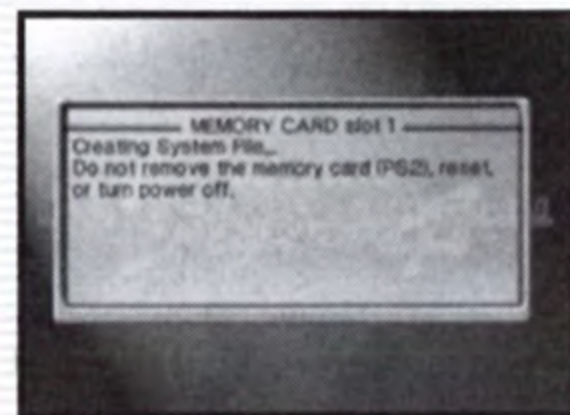 MEMORY CARD slot 1
Creating System File...
Do not remove the memory card (PS2), reset,
or turn power off.